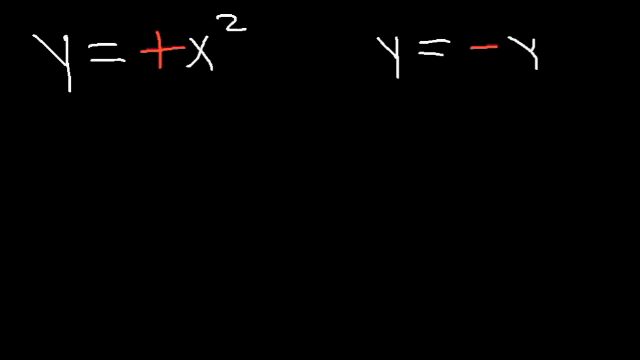 y = +x² y = - y